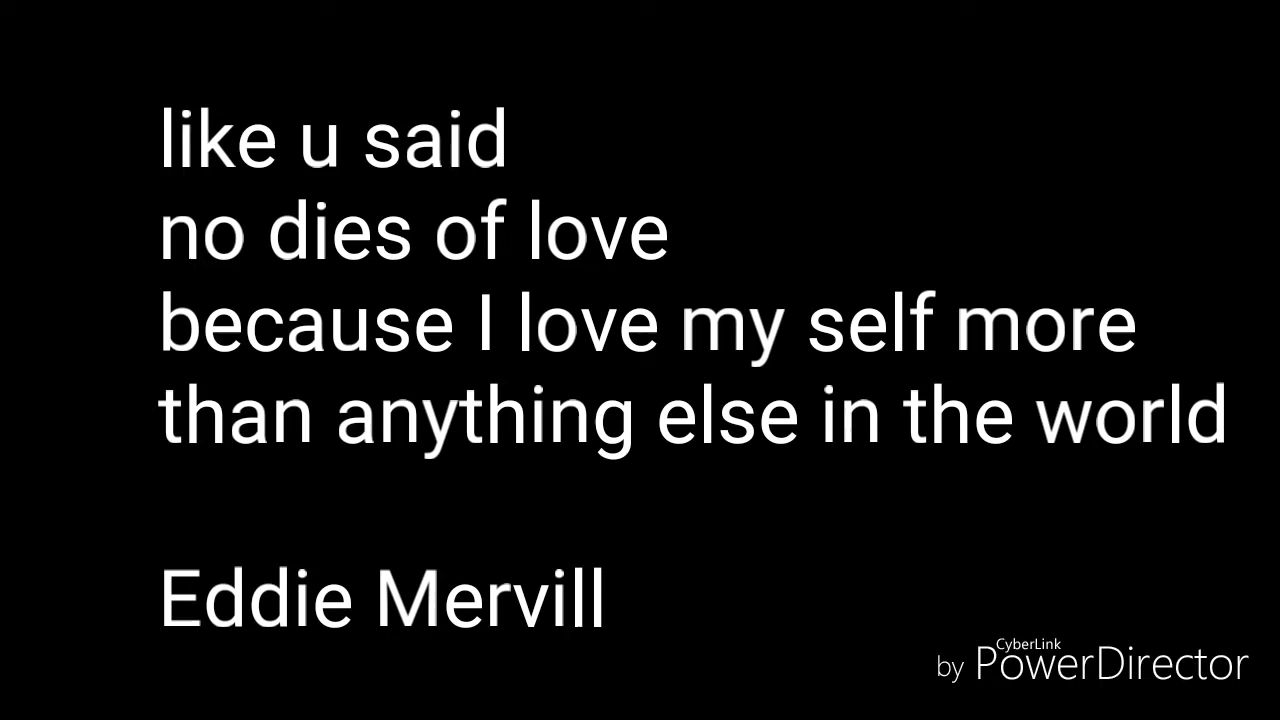 like u said
no dies of love
because I love my self more
than anything else in the world
Eddie Mervill
CyberLink
by PowerDirector